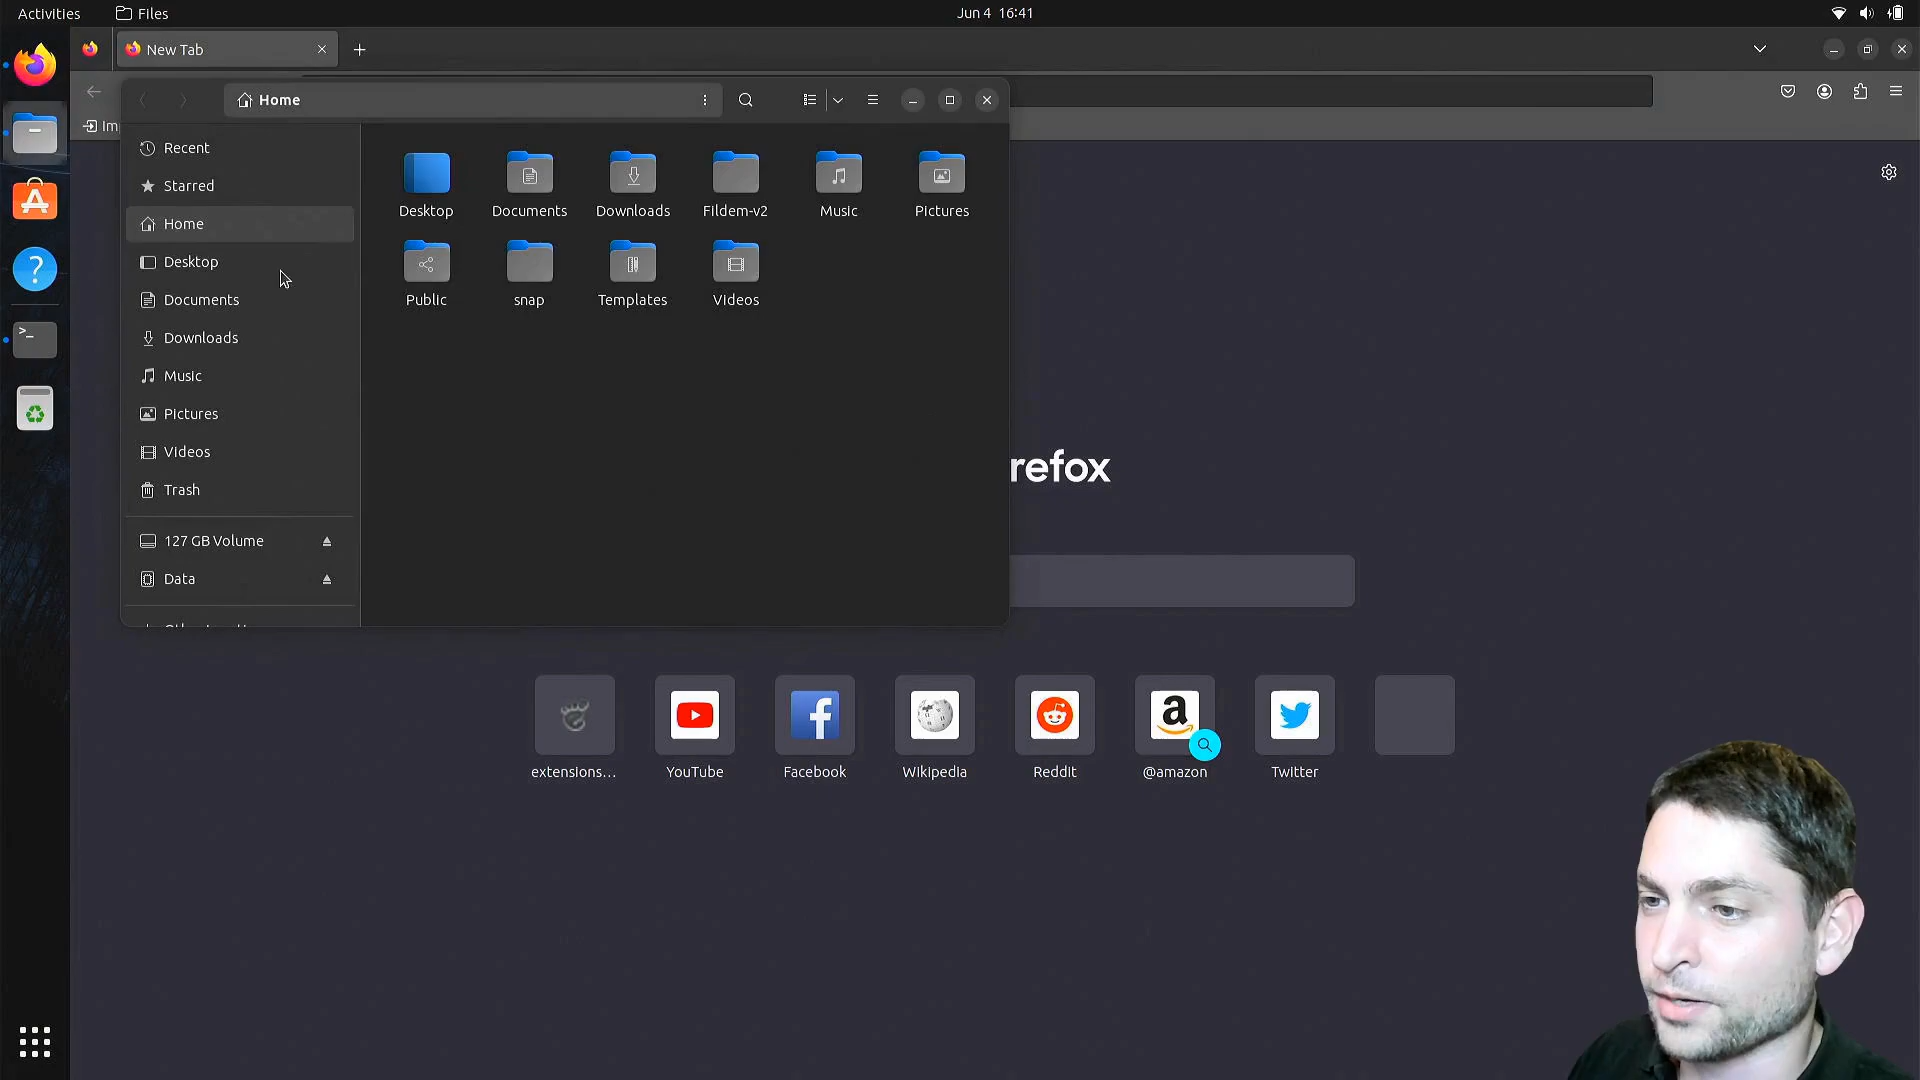 Activities
Files
Jun 4 16:41
New Tab
Im
Home
Recent
Starred
Home
Desktop
Documents
Downloads
Music
Pictures
Videos
Trash
127 GB Volume
Data
Desktop
Documents
Downloads
Fildem-v2
Music
Pictures
Public
snap
Templates
Videos
refox
extensions...
YouTube
Facebook
Wikipedia
Reddit
@amazon
Twitter